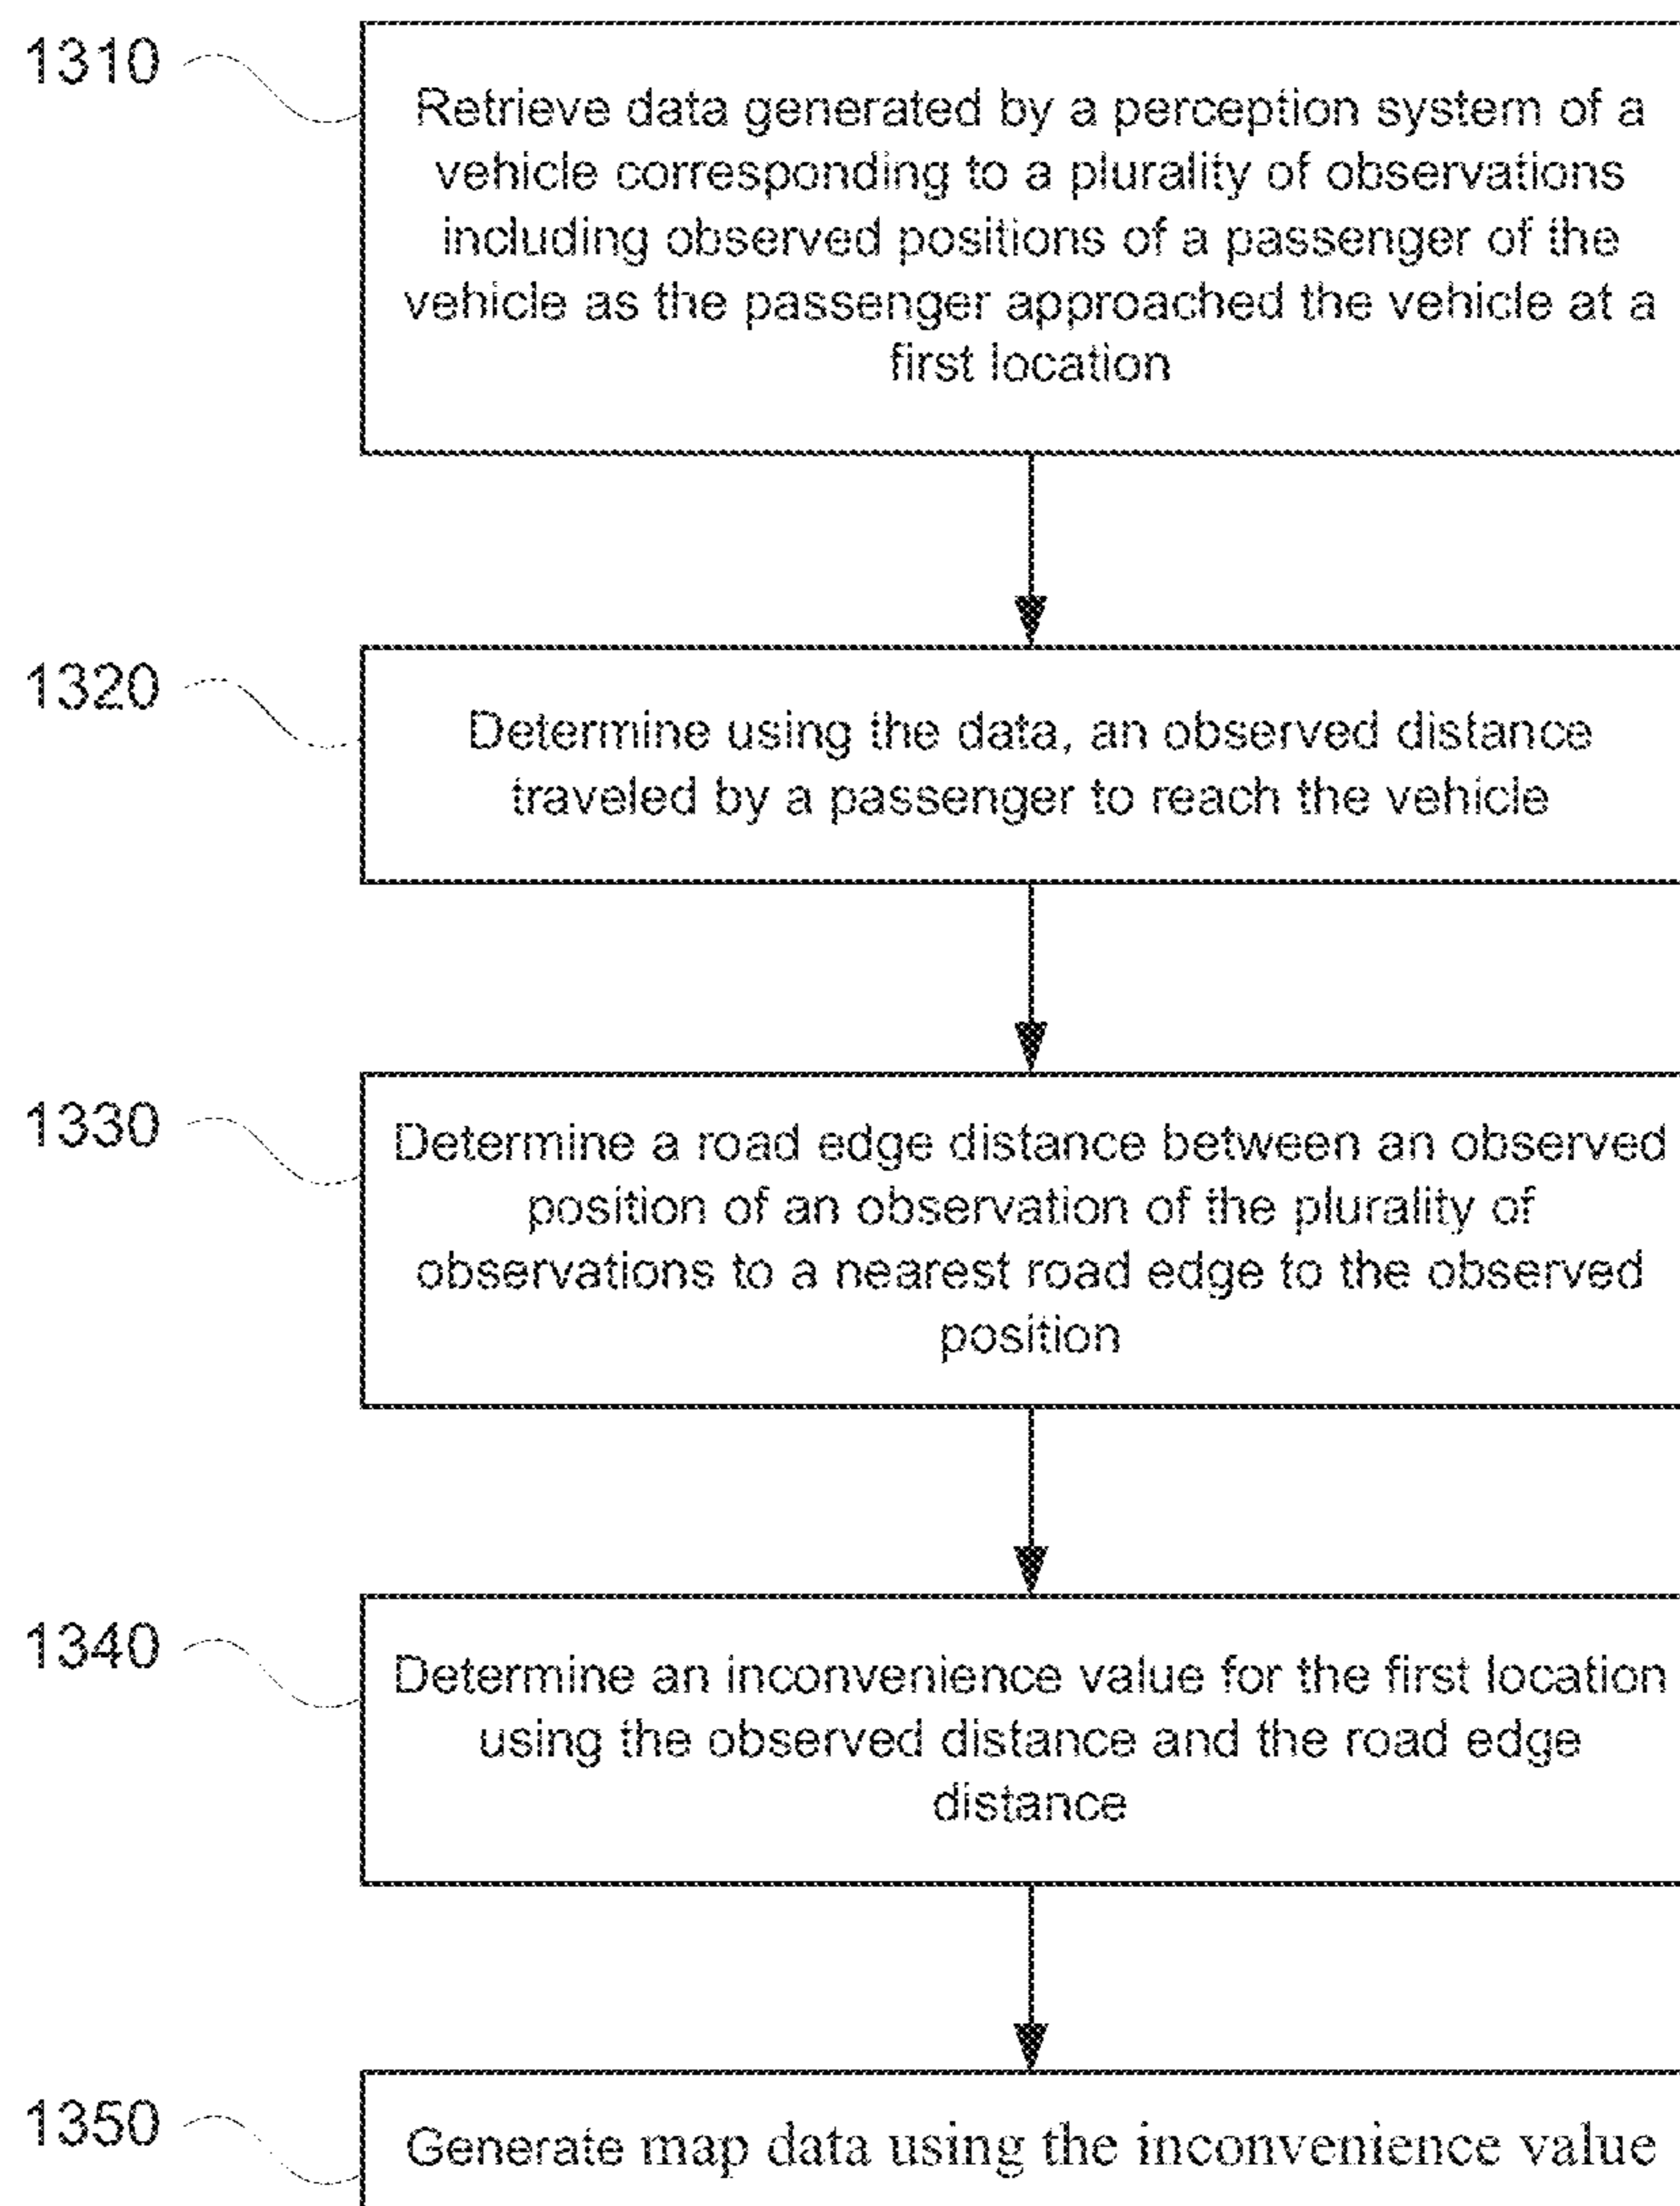 1310
Retrieve data generated by a perception system of a
vehicle corresponding to a plurality of observations
including observed positions of a passenger of the
vehicle as the passenger approached the vehicle at a
first location
1320
Determine using the data, an observed distance
traveled by a passenger to reach the vehicle
1330
Determine a road edge distance between an observed
position of an observation of the plurality of
observations to a nearest road edge to the observed
position
1340
Determine an inconvenience value for the first location
using the observed distance and the road edge
distance
1350
Generate map data using the inconvenience value